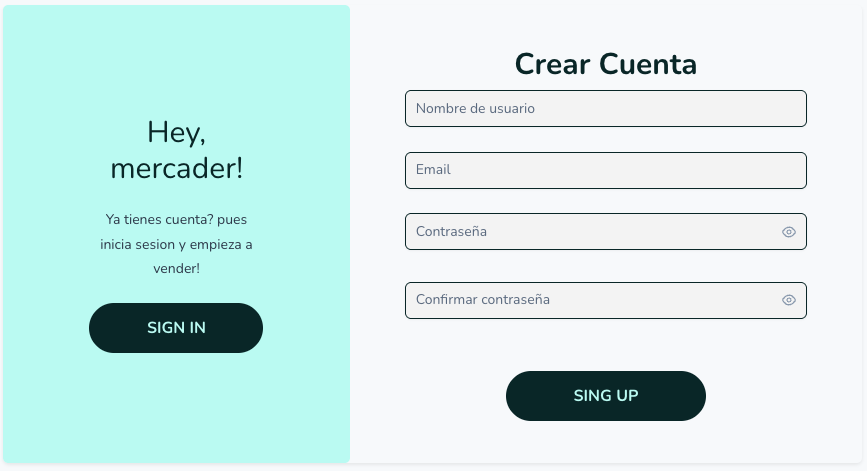 Hey,
mercader!
Ya tienes cuenta? pues
inicia sesion y empieza a
vender!
SIGN IN
Crear Cuenta
Nombre de usuario
Email
Contraseña
Confirmar contraseña
SING UP